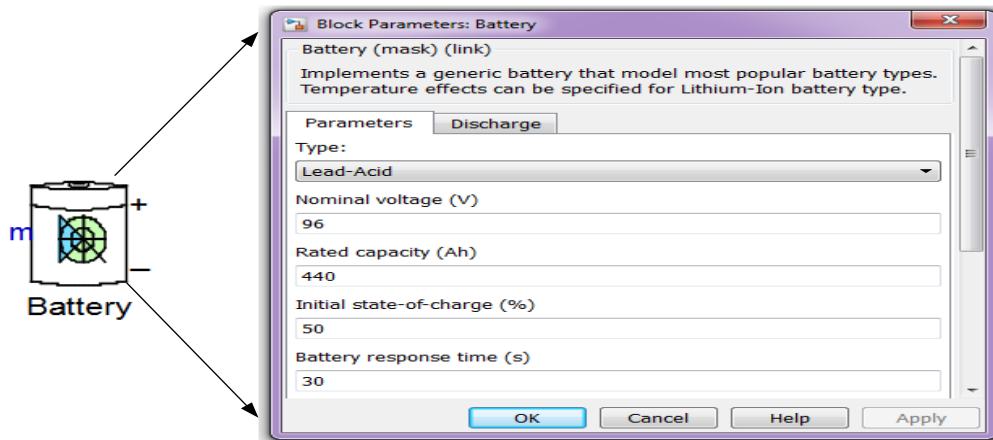 Block Parameters: Battery
Battery (mask) (link)
Implements a generic battery that model most popular battery types.
Temperature effects can be specified for Lithium-Ion battery type.
Parameters Discharge
Type:
Lead-Acid
Nominal voltage (V)
96
Rated capacity (Ah)
440
Initial state-of-charge (%)
50
Battery response time (s)
30
OK Cancel Help Apply
+
m
–
Battery